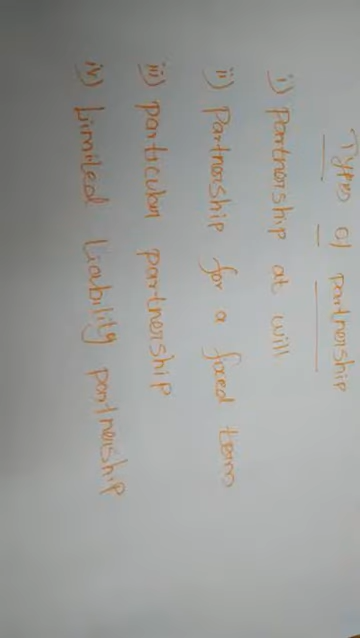 Types of partnership
i) partnership at will
ii) partnership for a fixed term
iii) particular partnership
iv) Limited Liability partnership